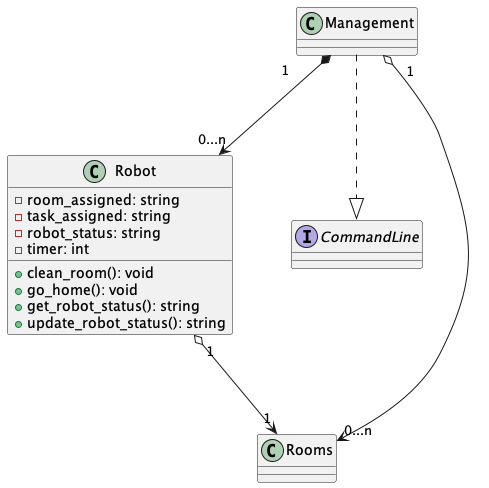 C Management
1
1
0...n
C Robot
room_assigned: string
task_assigned: string
robot_status: string
timer: int
clean_room(): void
go_home(): void
get_robot_status(): string
update_robot_status(): string
I CommandLine
1
1
0...n
C Rooms